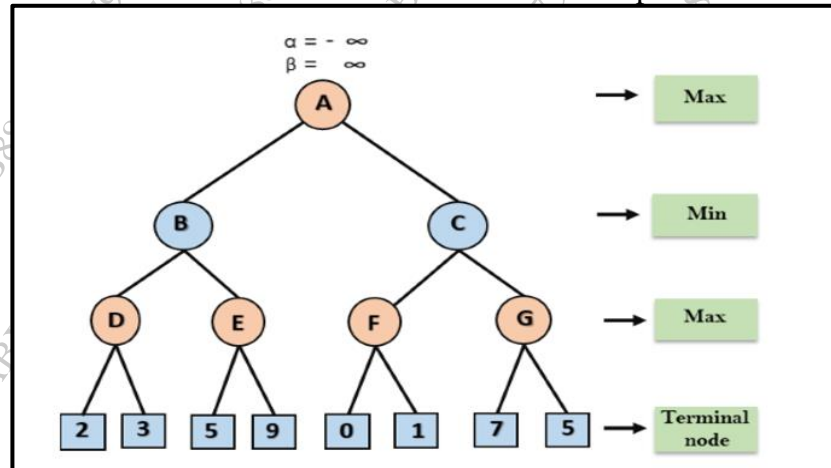 α = - ∞
β = ∞
A
Max
B
C
Min
D
E
F
G
Max
2 3 5 9 0 1 7 5
Terminal
node